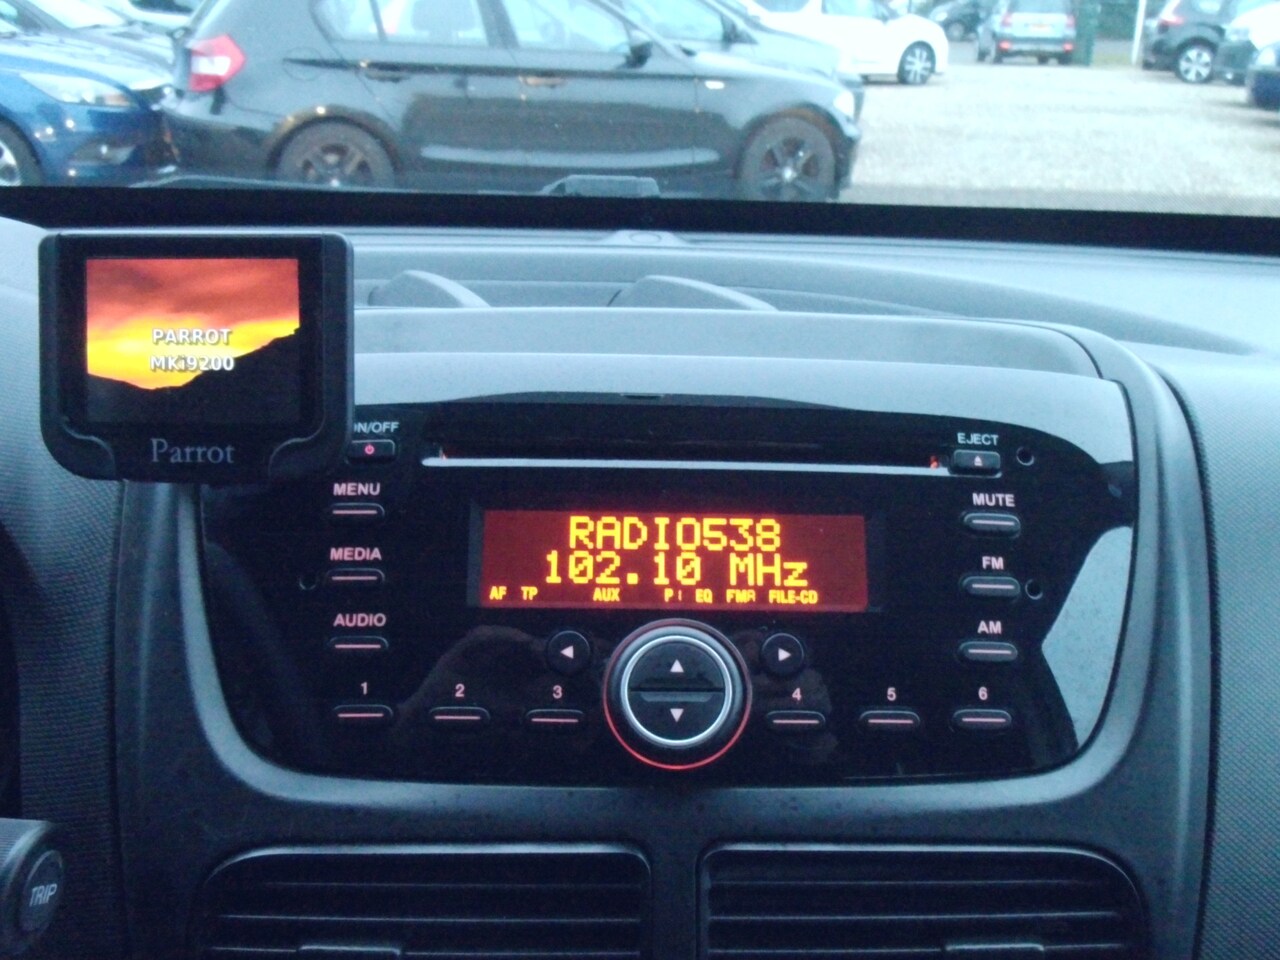 PARROT
MKi9200
Parrot
ON/OFF
EJECT
MENU
MUTE
RADIO538
102.10 MHz
MEDIA
FM
AF TP AUX EQ FILE-CD
AUDIO
AM
1 2 3 4 5 6
TRIP